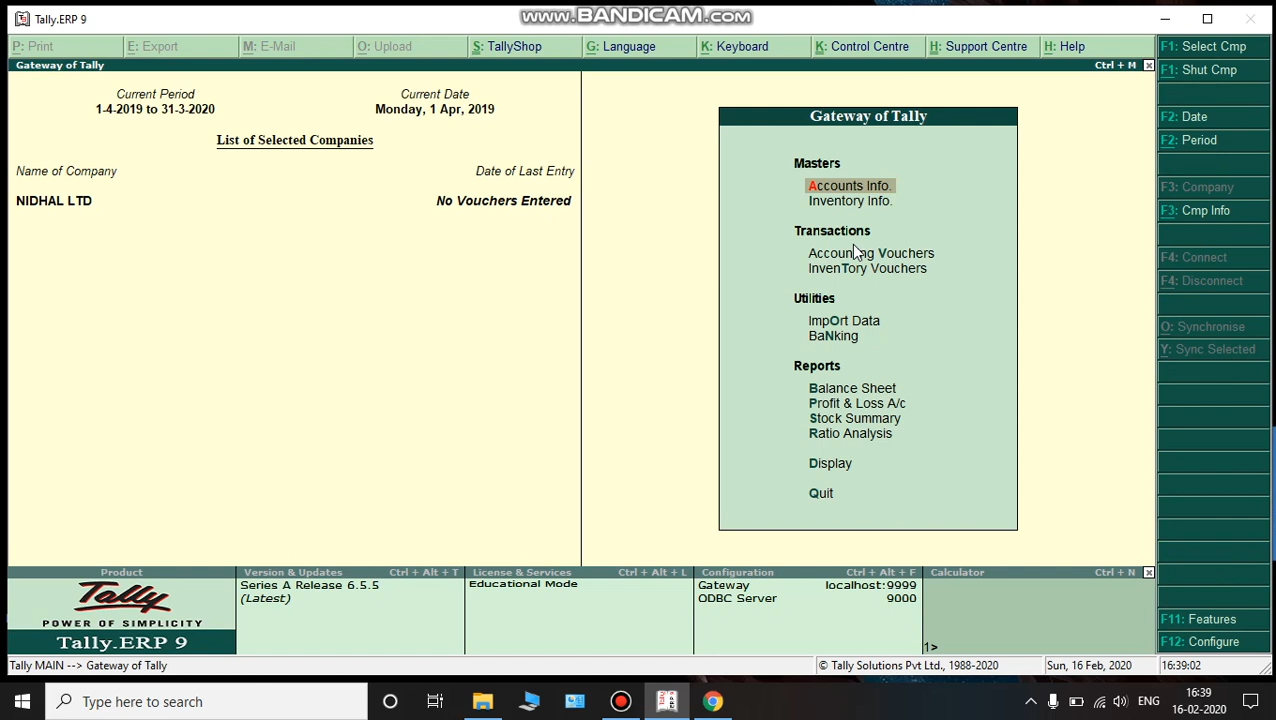 Tally.ERP 9
www.BANDICAM.com
P: Print
E: Export
M: E-Mail
O: Upload
S: TallyShop
G: Language
K: Keyboard
K: Control Centre
H: Support Centre
H: Help
F1: Select Cmp
F1: Shut Cmp
Gateway of Tally
Ctrl + M
Current Period
1-4-2019 to 31-3-2020
Current Date
Monday, 1 Apr, 2019
List of Selected Companies
Name of Company
Date of Last Entry
NIDHAL LTD
No Vouchers Entered
Gateway of Tally
Masters
Accounts Info.
Inventory Info.
Transactions
Accounting Vouchers
InvenTory Vouchers
Utilities
ImpOrt Data
BaNking
Reports
Balance Sheet
Profit & Loss A/c
Stock Summary
Ratio Analysis
Display
Quit
F2: Date
F2: Period
F3: Company
F3: Cmp Info
F4: Connect
F4: Disconnect
O: Synchronise
Y: Sync Selected
F11: Features
F12: Configure
Product
Tally
POWER OF SIMPLICITY
Tally.ERP 9
Version & Updates
Ctrl + Alt + T
Series A Release 6.5.5
(Latest)
License & Services
Ctrl + Alt + L
Educational Mode
Configuration
Ctrl + Alt + F
Gateway
localhost:9999
ODBC Server
9000
Calculator
Ctrl + N
1>
Tally MAIN --> Gateway of Tally
© Tally Solutions Pvt Ltd., 1988-2020
Sun, 16 Feb, 2020
16:39:02
Type here to search
ENG
16:39
16-02-2020